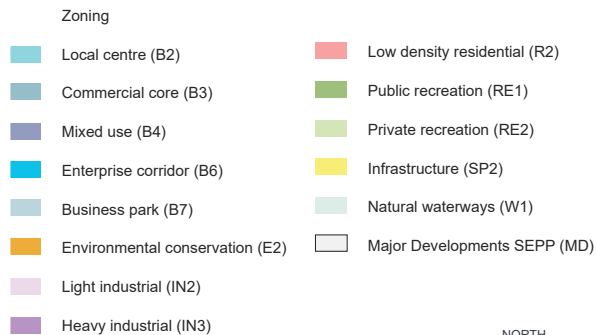 Zoning
Local centre (B2)
Commercial core (B3)
Mixed use (B4)
Enterprise corridor (B6)
Business park (B7)
Environmental conservation (E2)
Light industrial (IN2)
Heavy industrial (IN3)
Low density residential (R2)
Public recreation (RE1)
Private recreation (RE2)
Infrastructure (SP2)
Natural waterways (W1)
Major Developments SEPP (MD)
NORTH